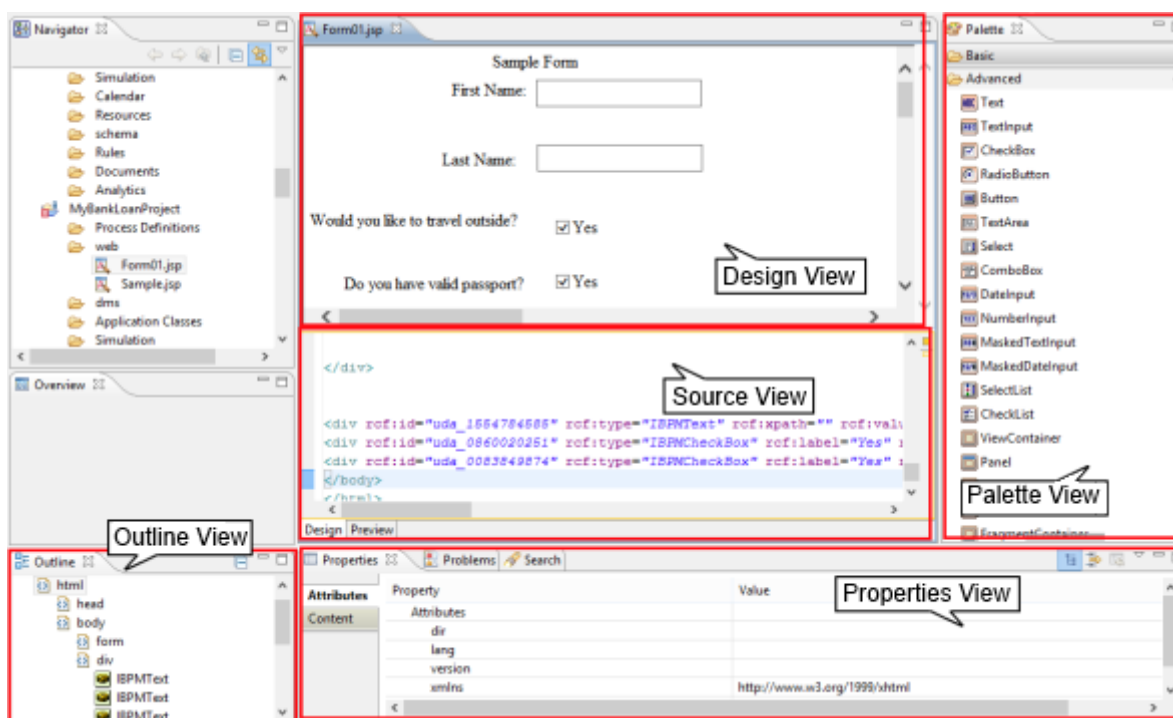 Navigator
Simulation
Calendar
Resources
schema
Rules
Documents
Analytics
MyBankLoanProject
Process Definitions
web
Form01.jsp
Sample.jsp
dms
Application Classes
Simulation
Overview
Outline View
Outline
html
head
body
form
div
IBPMText
IBPMText
IBPMText
Form01.jsp
Sample Form
First Name:
Last Name:
Would you like to travel outside?
Yes
Do you have valid passport?
Yes
Design View
</div>
Source View
<div rcf:id="uda_1554784585" rcf:type="IBPMText" rcf:xpath="" rcf:val
<div rcf:id="uda_0860020251" rcf:type="IBPMCheckBox" rcf:label="Yes"
<div rcf:id="uda_0083849874" rcf:type="IBPMCheckBox" rcf:label="Yes"
</body>
</html>
Design Preview
Palette
Basic
Advanced
Text
TextInput
CheckBox
RadioButton
Button
TextArea
Select
ComboBox
DateInput
NumberInput
MaskedTextInput
MaskedDateInput
SelectList
CheckList
ViewContainer
Panel
Palette View
FragmentContainer
Properties Problems Search
Properties View
Attributes
Content
Property Value
Attributes
dir
lang
version
xmlns http://www.w3.org/1999/xhtml